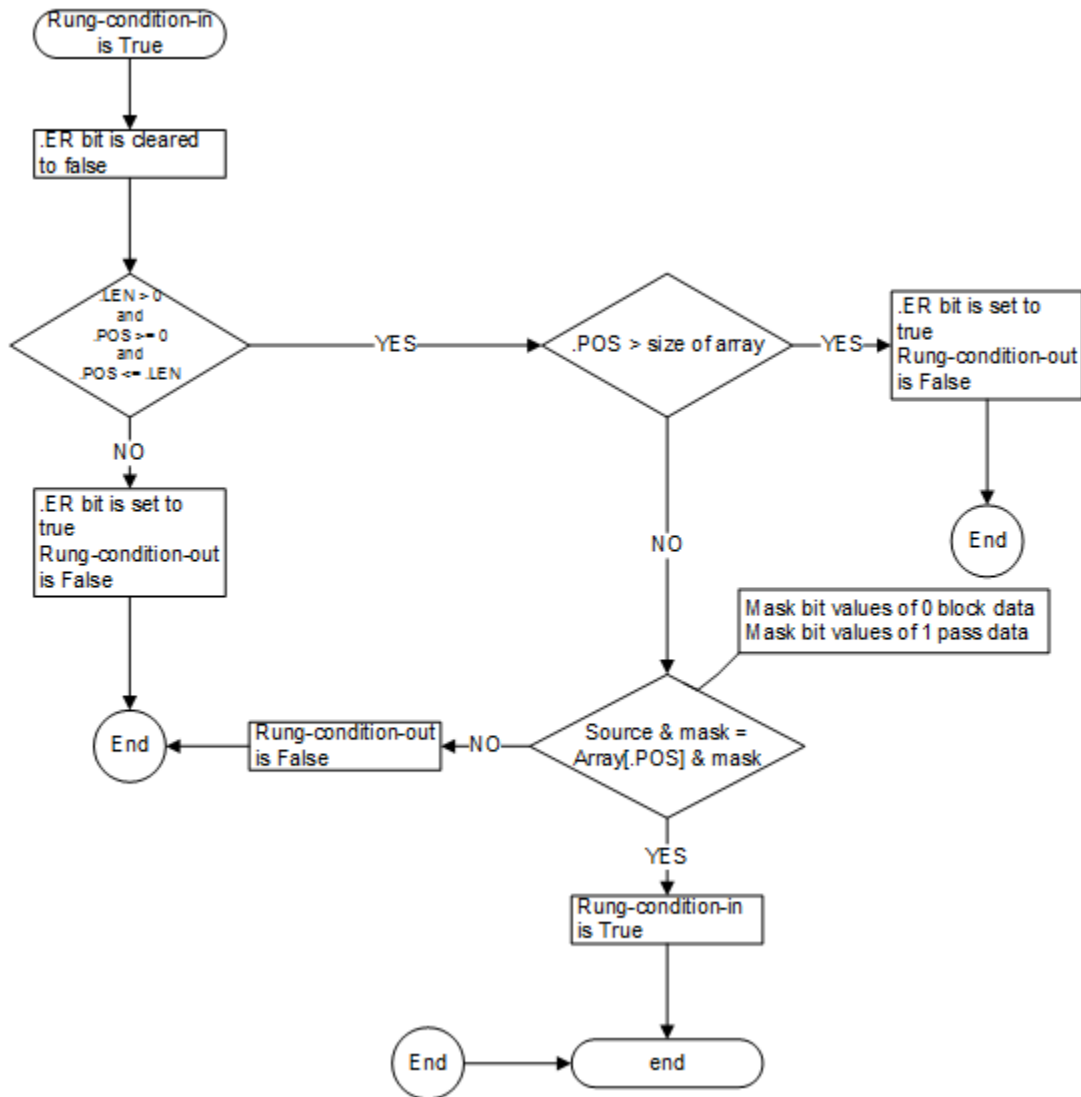 Rung-condition-in
is True
.ER bit is cleared
to false
.LEN > 0
and
.POS >= 0
and
.POS <= .LEN
YES
.POS > size of array
YES
.ER bit is set to
true
Rung-condition-out
is False
NO
.ER bit is set to
true
Rung-condition-out
is False
NO
End
Mask bit values of 0 block data
Mask bit values of 1 pass data
End
Rung-condition-out
is False
NO
Source & mask =
Array[.POS] & mask
YES
Rung-condition-in
is True
End
end